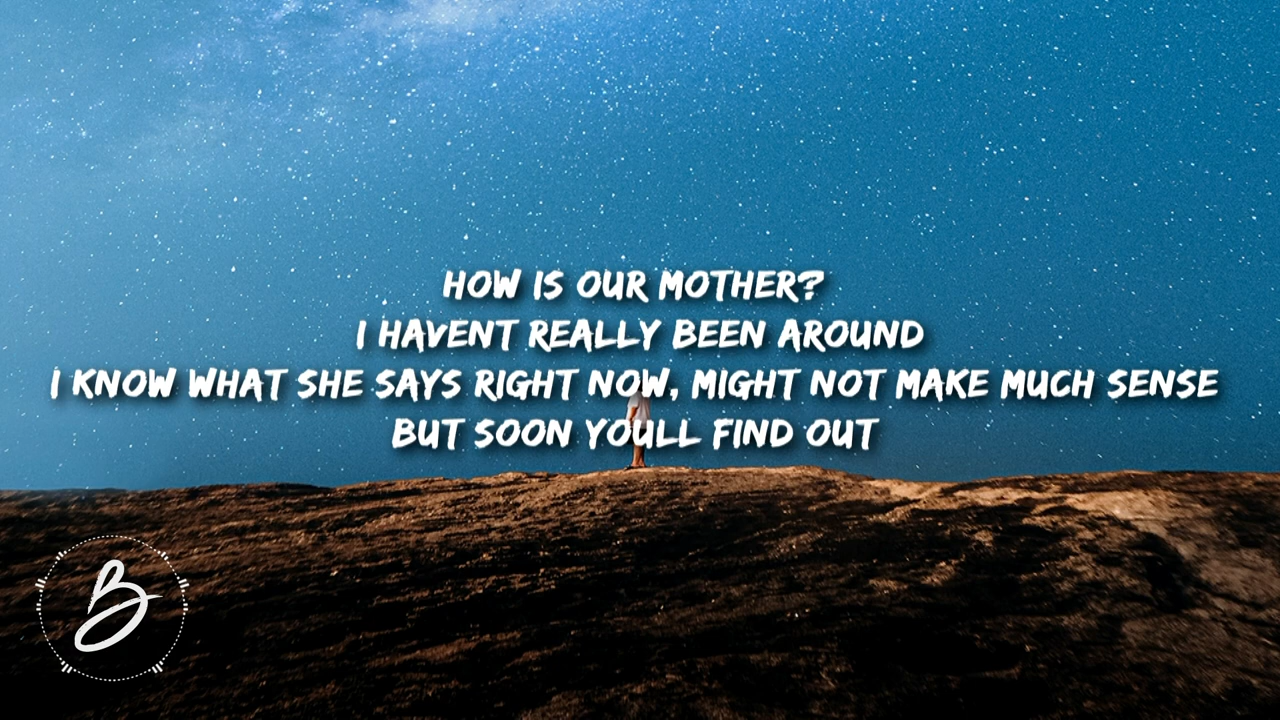 HOW IS OUR MOTHER?
I HAVENT REALLY BEEN AROUND
I KNOW WHAT SHE SAYS RIGHT NOW, MIGHT NOT MAKE MUCH SENSE
BUT SOON YOULL FIND OUT
B